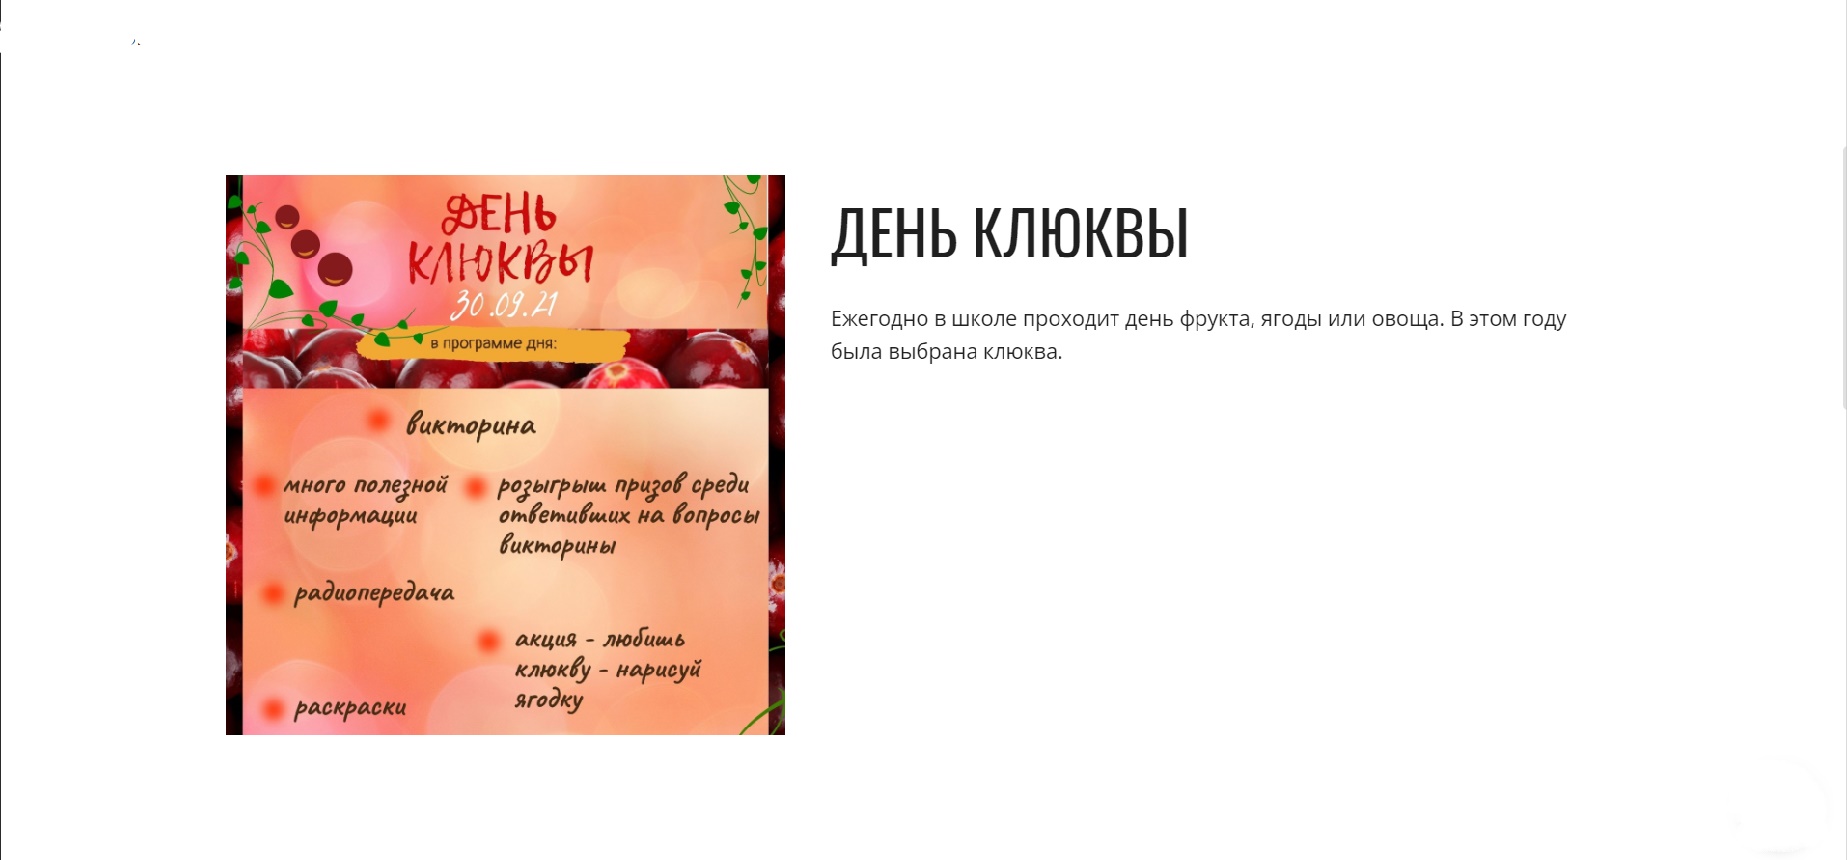 ДЕНЬ
КЛЮКВЫ
30.09.21
в программе дня:
викторина
много полезной
информации
розыгрыш призов среди
ответивших на вопросы
викторины
радиопередача
акция - любишь
клюкву - нарисуй
ягодку
раскраски
ДЕНЬ КЛЮКВЫ
Ежегодно в школе проходит день фрукта, ягоды или овоща. В этом году
была выбрана клюква.